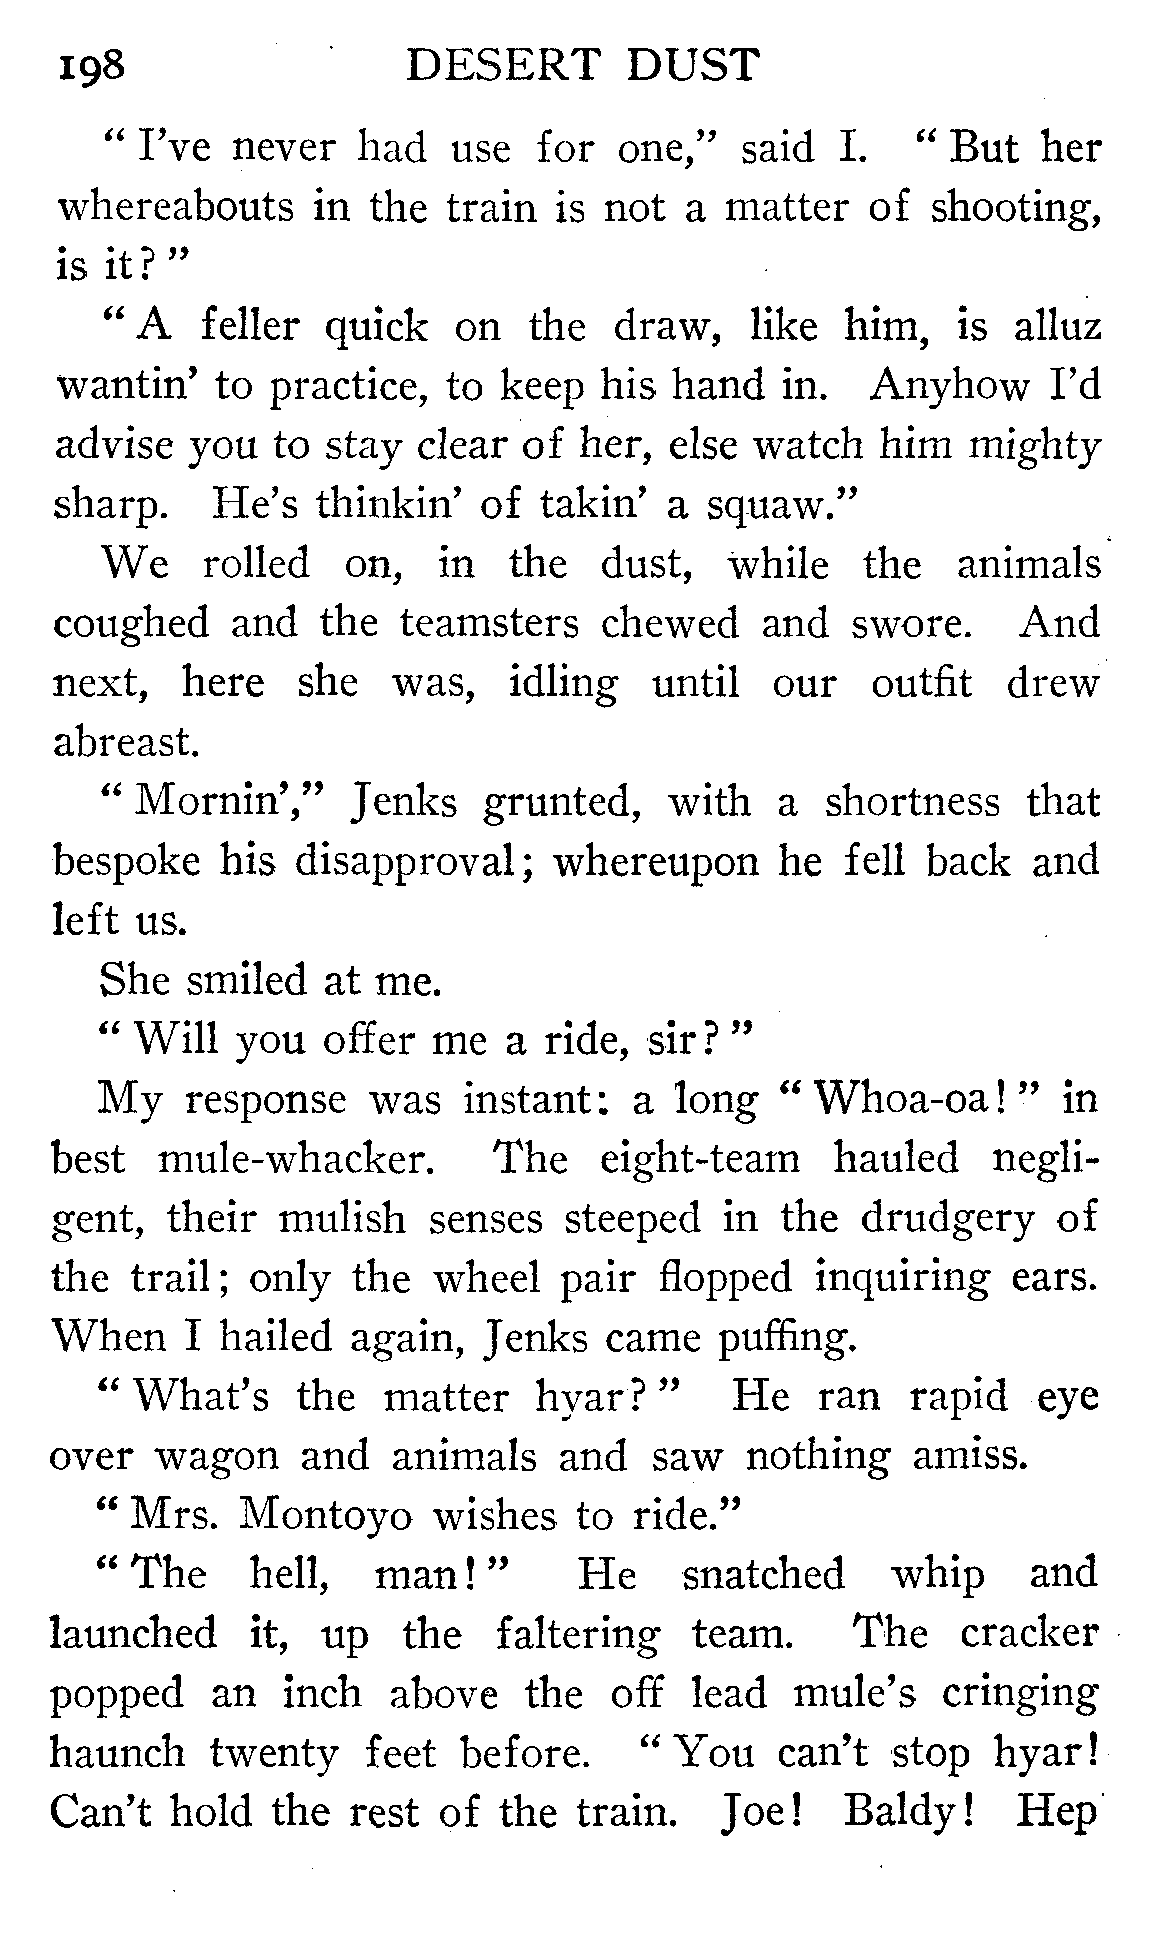 198 DESERT DUST
“ I’ve never had use for one,” said I. “ But her
whereabouts in the train is not a matter of shooting,
is it? ”
“ A feller quick on the draw, like him, is alluz
wantin’ to practice, to keep his hand in. Anyhow I’d
advise you to stay clear of her, else watch him mighty
sharp. He’s thinkin’ of takin’ a squaw.”
We rolled on, in the dust, while the animals
coughed and the teamsters chewed and swore. And
next, here she was, idling until our outfit drew
abreast.
“ Mornin’,” Jenks grunted, with a shortness that
bespoke his disapproval; whereupon he fell back and
left us.
She smiled at me.
“ Will you offer me a ride, sir? ”
My response was instant: a long “ Whoa-oa! ” in
best mule-whacker. The eight-team hauled negli-
gent, their mulish senses steeped in the drudgery of
the trail; only the wheel pair flopped inquiring ears.
When I hailed again, Jenks came puffing.
“ What’s the matter hyar? ” He ran rapid eye
over wagon and animals and saw nothing amiss.
“ Mrs. Montoyo wishes to ride.”
“ The hell, man! ” He snatched whip and
launched it, up the faltering team. The cracker
popped an inch above the off lead mule’s cringing
haunch twenty feet before. “ You can’t stop hyar!
Can’t hold the rest of the train. Joe! Baldy! Hep